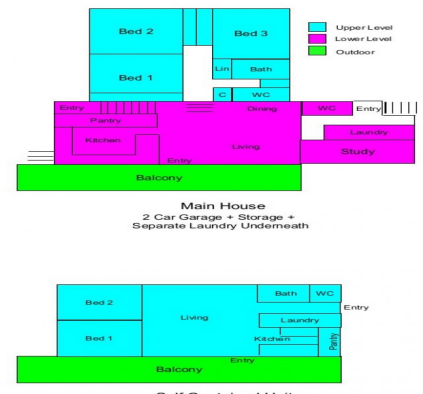 Bed 2
Bed 3
Upper Level
Lower Level
Outdoor
Lin
Bath
Bed 1
C
WC
Entry
Dining
WC
Entry
Pantry
Laundry
Kitchen
Living
Study
Entry
Balcony
Main House
2 Car Garage + Storage +
Separate Laundry Underneath
Bath
WC
Bed 2
Entry
Living
Laundry
Bed 1
Kitchen
Pantry
Entry
Balcony